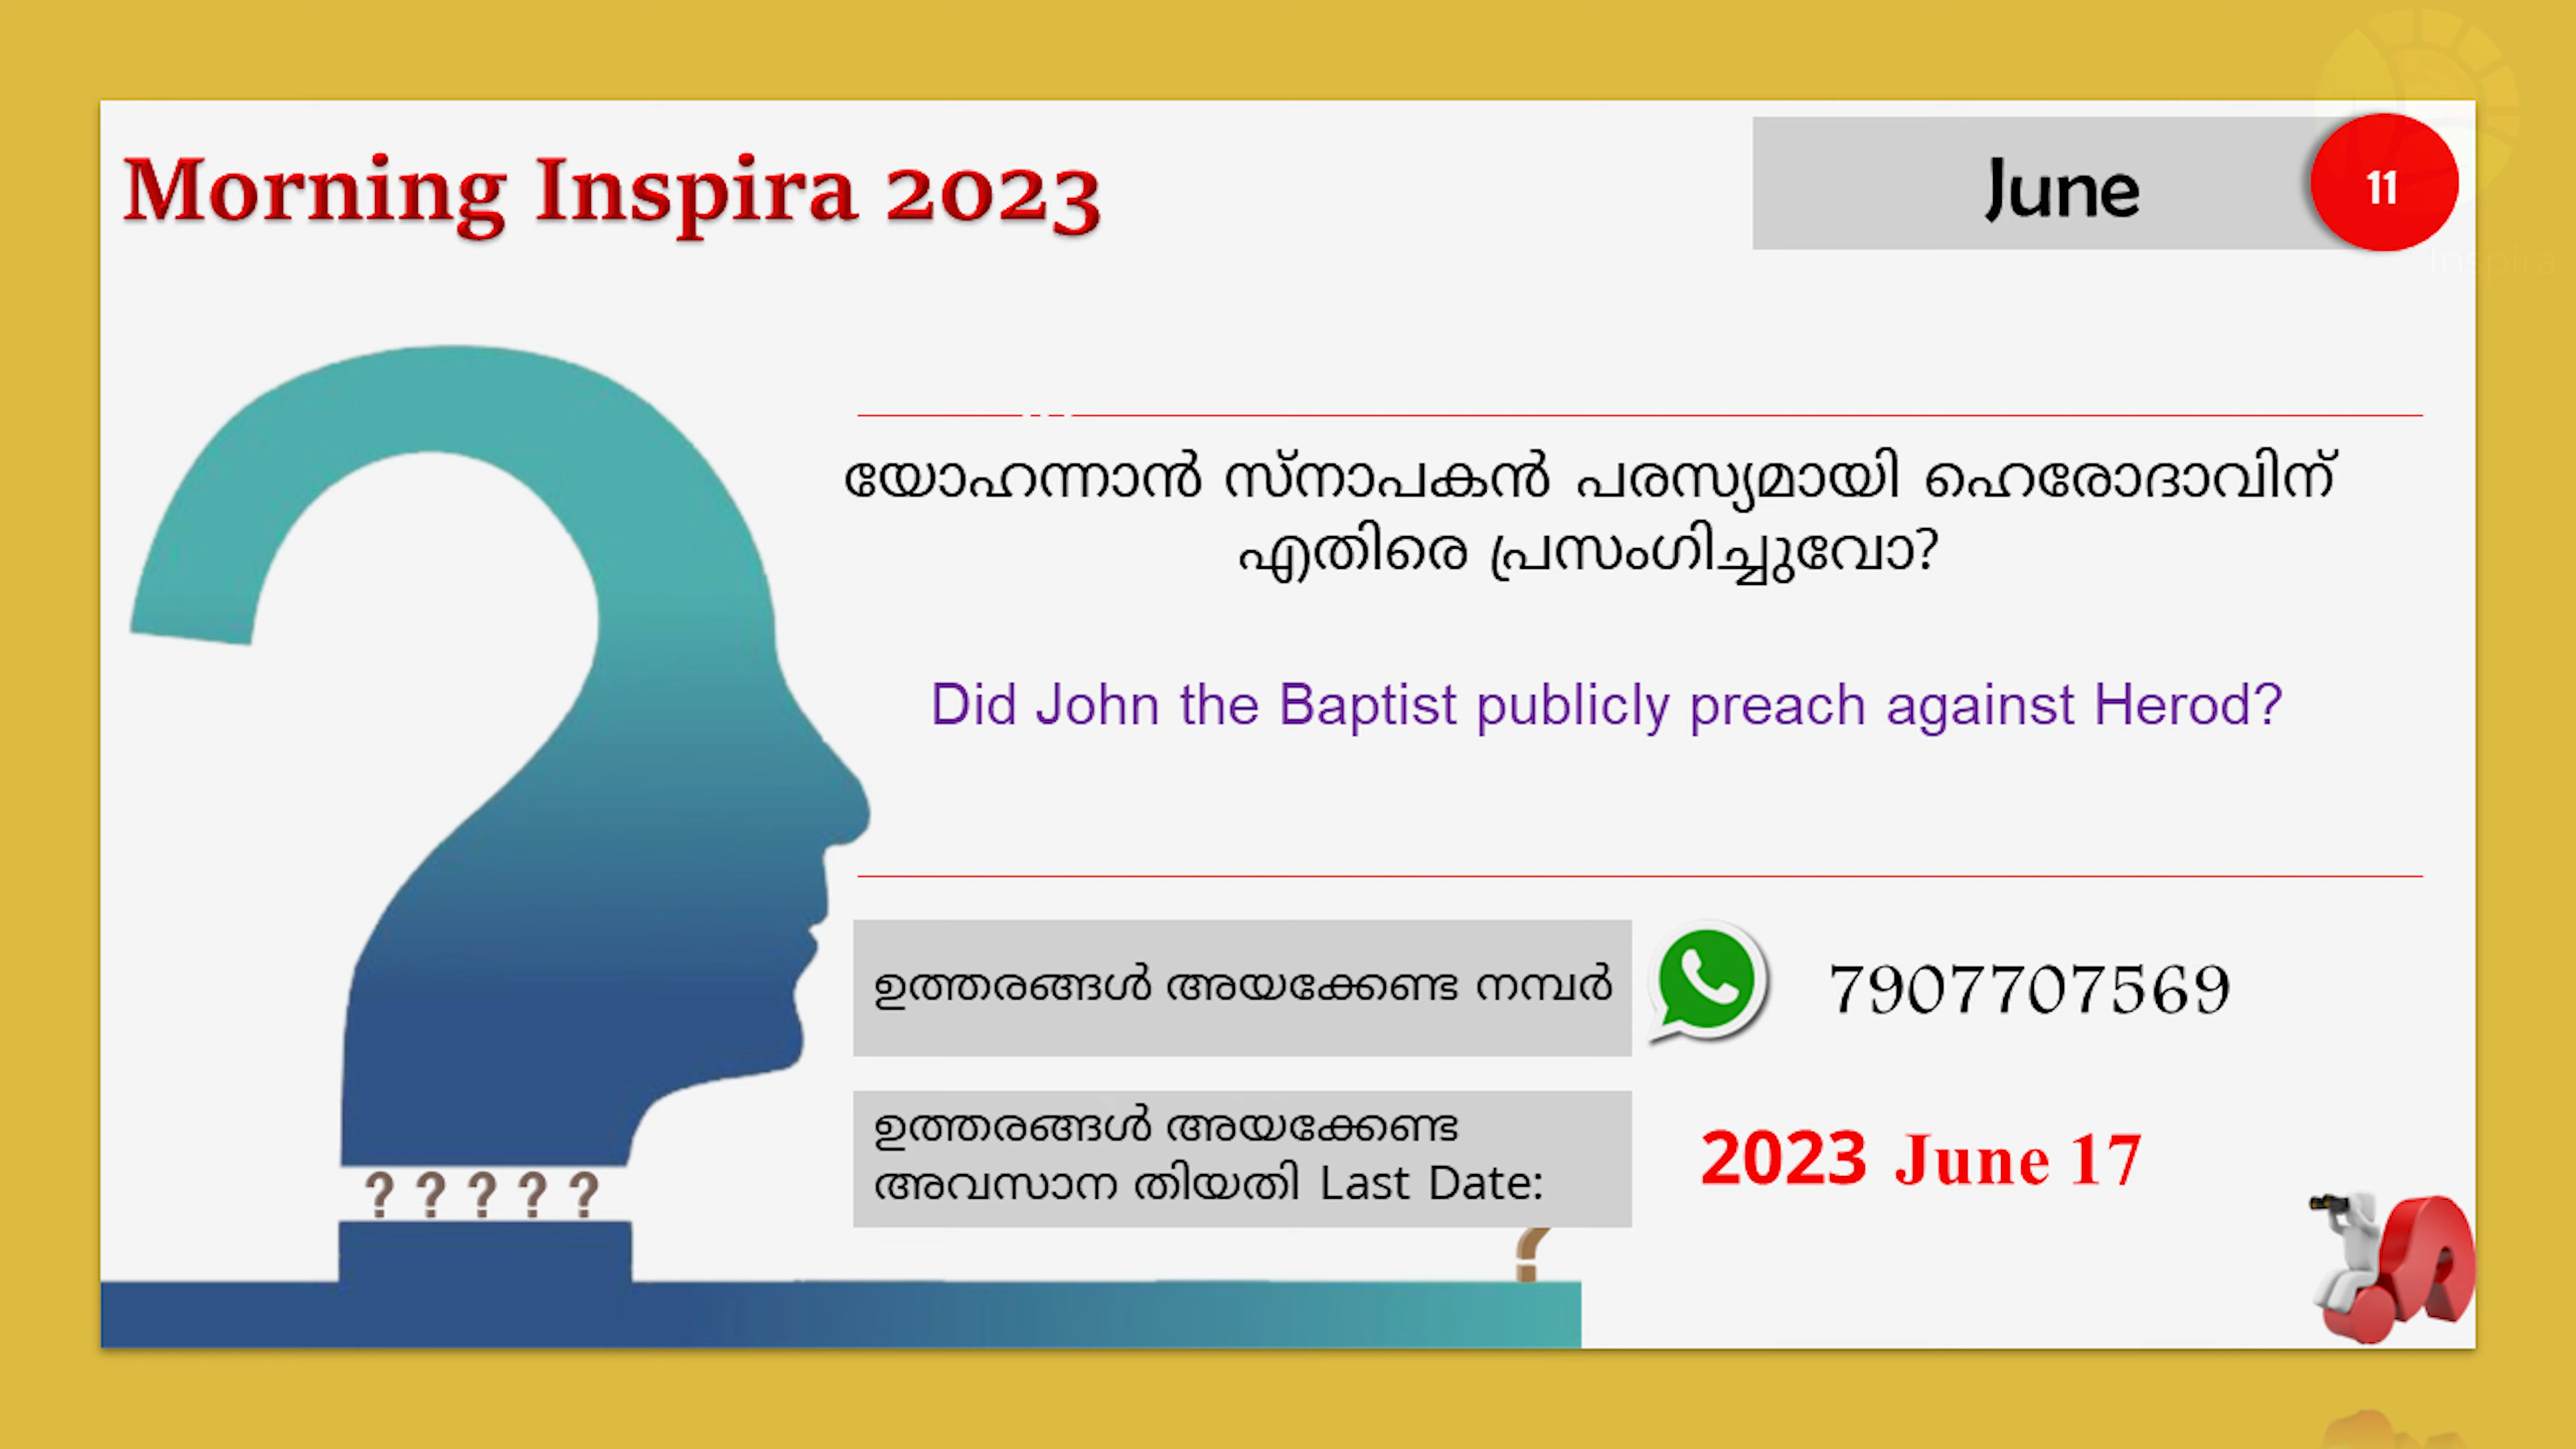 Morning Inspira 2023
June
11
Inspira
യോഹന്നാൻ സ്നാപകൻ പരസ്യമായി ഹെരോദാവിന്
എതിരെ പ്രസംഗിച്ചുവോ?
Did John the Baptist publicly preach against Herod?
ഉത്തരങ്ങൾ അയക്കേണ്ട നമ്പർ
7907707569
ഉത്തരങ്ങൾ അയക്കേണ്ട
അവസാന തിയതി Last Date:
2023 June 17
? ? ? ? ?
?